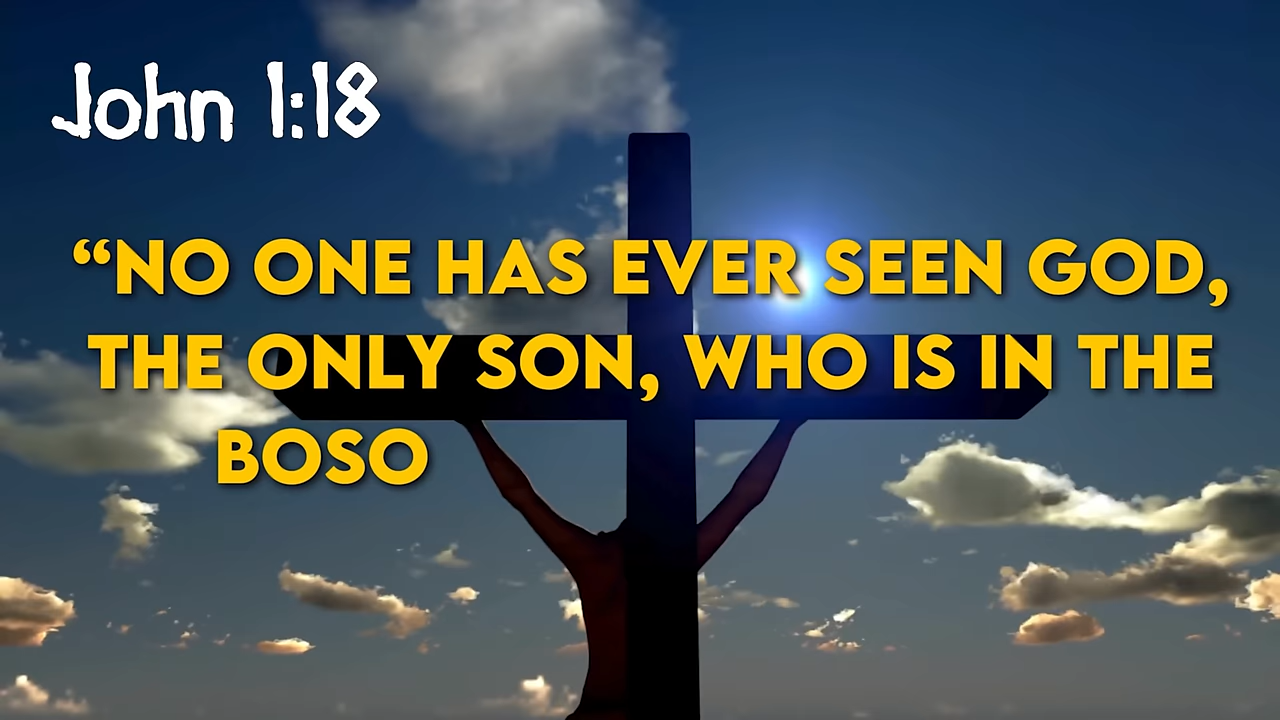 John 1:18
“NO ONE HAS EVER SEEN GOD,
THE ONLY SON, WHO IS IN THE
BOSO